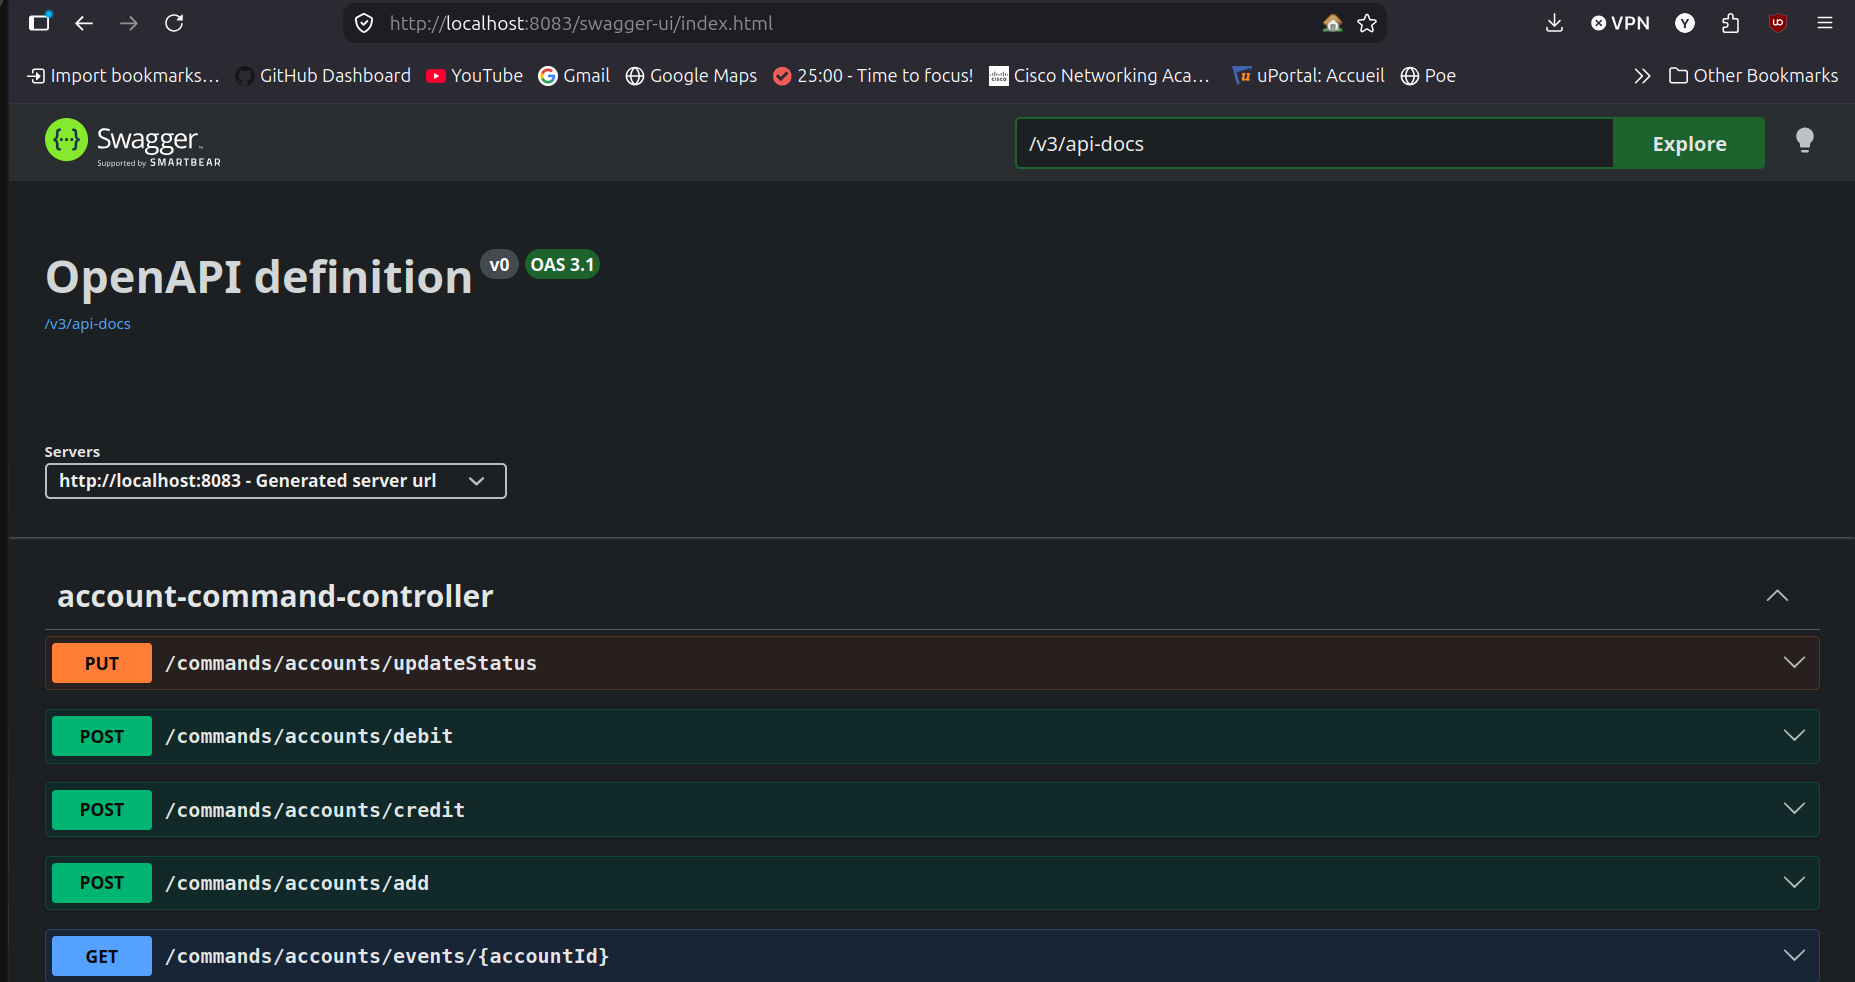 http://localhost:8083/swagger-ui/index.html
VPN
Y
Import bookmarks...
GitHub Dashboard
YouTube
Gmail
Google Maps
25:00 - Time to focus!
Cisco Networking Aca...
uPortal: Accueil
Poe
Other Bookmarks
Swagger
Supported by SMARTBEAR
/v3/api-docs
Explore
OpenAPI definition v0 OAS 3.1
/v3/api-docs
Servers
http://localhost:8083 - Generated server url
account-command-controller
PUT /commands/accounts/updateStatus
POST /commands/accounts/debit
POST /commands/accounts/credit
POST /commands/accounts/add
GET /commands/accounts/events/{accountId}